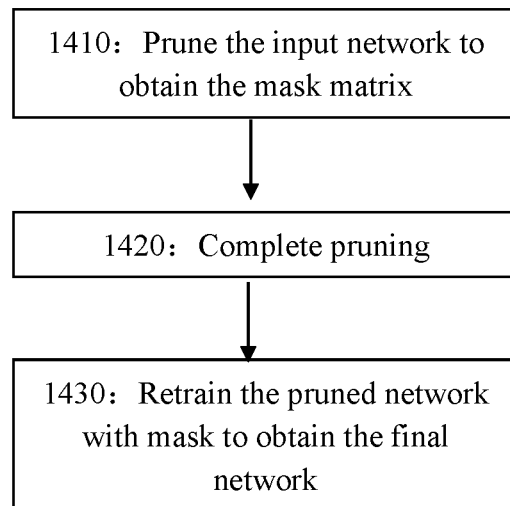 1410：Prune the input network to
obtain the mask matrix
1420：Complete pruning
1430：Retrain the pruned network
with mask to obtain the final
network